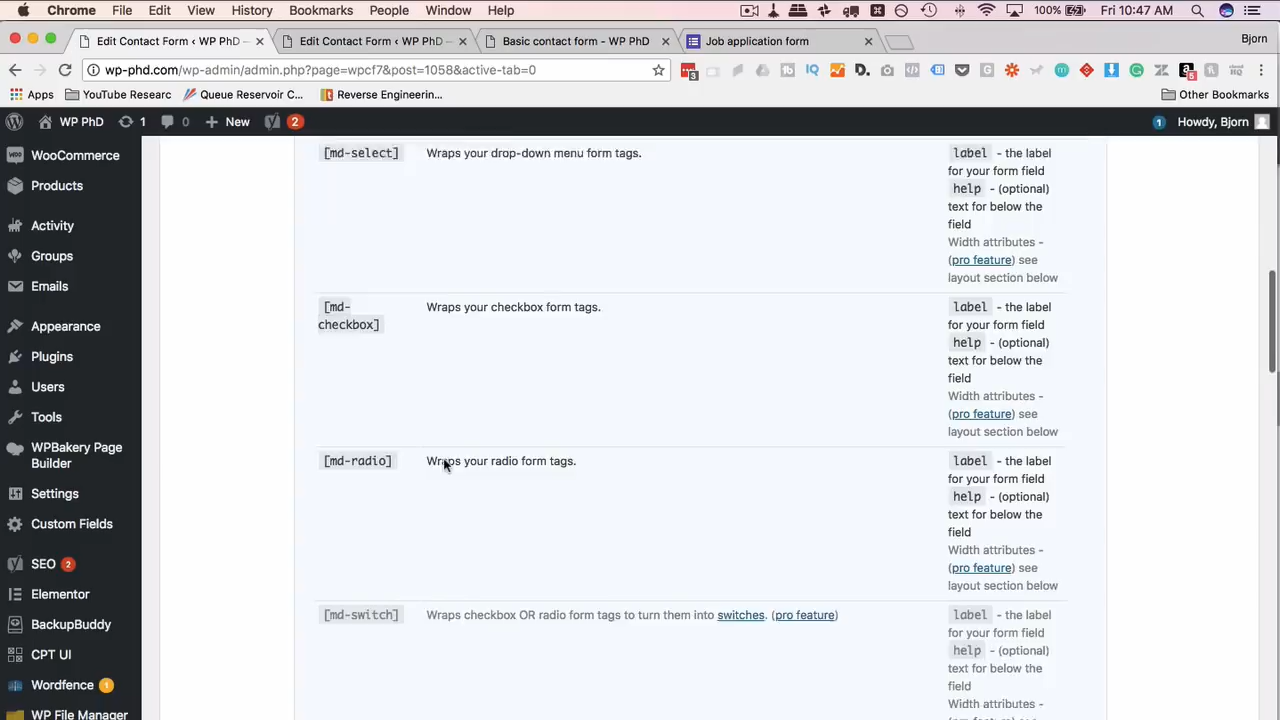 Chrome File Edit View History Bookmarks People Window Help 100% Fri 10:47 AM
Edit Contact Form ‹ WP PhD — Edit Contact Form ‹ WP PhD — Basic contact form - WP PhD Job application form Bjorn
wp-phd.com/wp-admin/admin.php?page=wpcf7&post=1058&active-tab=0
Apps YouTube Researc Queue Reservoir C... Reverse Engineerin... Other Bookmarks
WP PhD 1 0 New 2 1 Howdy, Bjorn
WooCommerce
Products
Activity
Groups
Emails
Appearance
Plugins
Users
Tools
WPBakery Page
Builder
Settings
Custom Fields
SEO 2
Elementor
BackupBuddy
CPT UI
Wordfence 1
WP File Manager
[md-select] Wraps your drop-down menu form tags. label - the label
for your form field
help - (optional)
text for below the
field
Width attributes -
(pro feature) see
layout section below
[md- Wraps your checkbox form tags. label - the label
checkbox] for your form field
help - (optional)
text for below the
field
Width attributes -
(pro feature) see
layout section below
[md-radio] Wraps your radio form tags. label - the label
for your form field
help - (optional)
text for below the
field
Width attributes -
(pro feature) see
layout section below
[md-switch] Wraps checkbox OR radio form tags to turn them into switches. (pro feature) label - the label
for your form field
help - (optional)
text for below the
field
Width attributes -